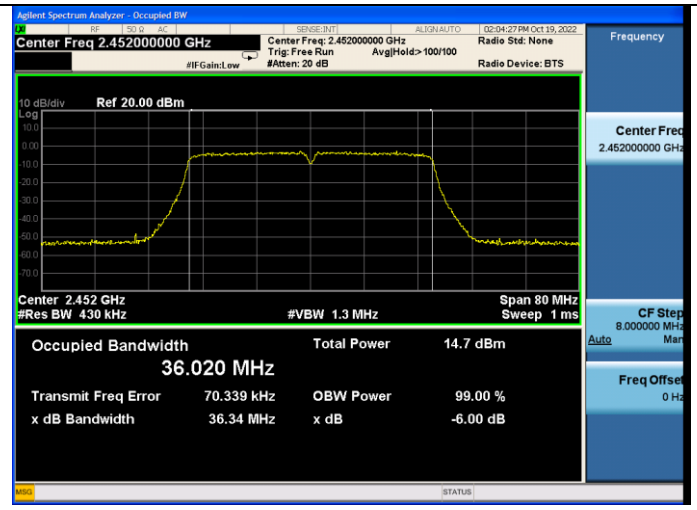 Agilent Spectrum Analyzer - Occupied BW
RF 50 Ω AC SENSE:INT ALIGNAUTO 02:04:27 PM Oct 19, 2022
Center Freq 2.452000000 GHz Center Freq: 2.452000000 GHz Radio Std: None Frequency
Trig: Free Run Avg|Hold:>100/100
#IFGain:Low #Atten: 20 dB Radio Device: BTS
10 dB/div Ref 20.00 dBm
Log
10.0
0.00
-10.0
-20.0
-30.0
-40.0
-50.0
-60.0
-70.0
Center Freq
2.452000000 GHz
Center 2.452 GHz Span 80 MHz
#Res BW 430 kHz #VBW 1.3 MHz Sweep 1 ms
CF Step
8.000000 MHz
Auto Man
Occupied Bandwidth Total Power 14.7 dBm
36.020 MHz
Transmit Freq Error 70.339 kHz OBW Power 99.00 %
x dB Bandwidth 36.34 MHz x dB -6.00 dB
Freq Offset
0 Hz
MSG STATUS